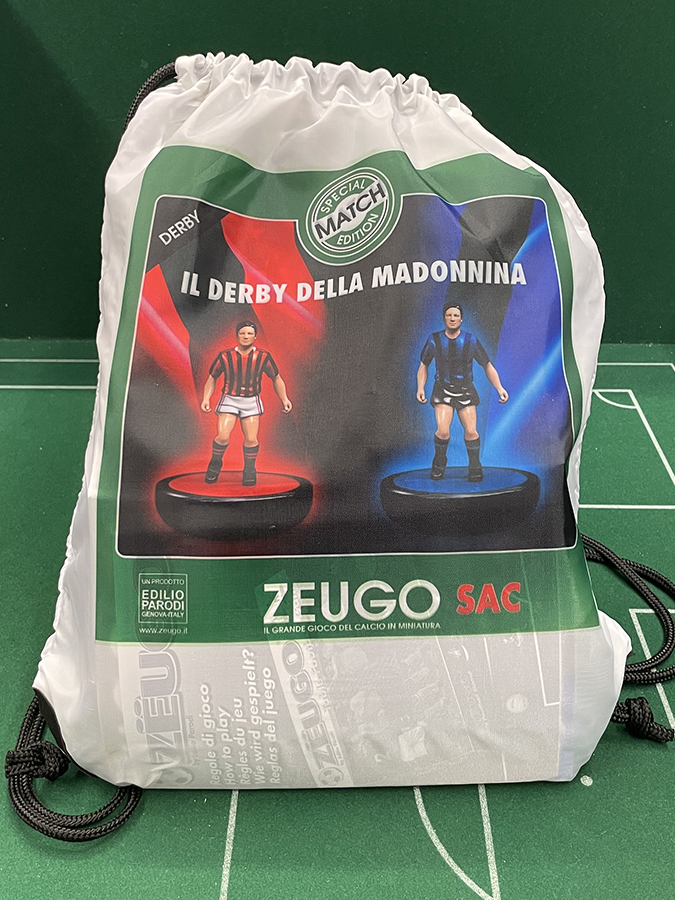 SPECIAL
MATCH
EDITION
DERBY
IL DERBY DELLA MADONNINA
UN PRODOTTO
EDILIO
PARODI
GENOVA-ITALY
www.zeugo.it
ZEUGO SAC
IL GRANDE GIOCO DEL CALCIO IN MINIATURA
Regole di gioco
How to play
Règles du jeu
Wie wird gespielt?
Reglas del juego
ZËUGO